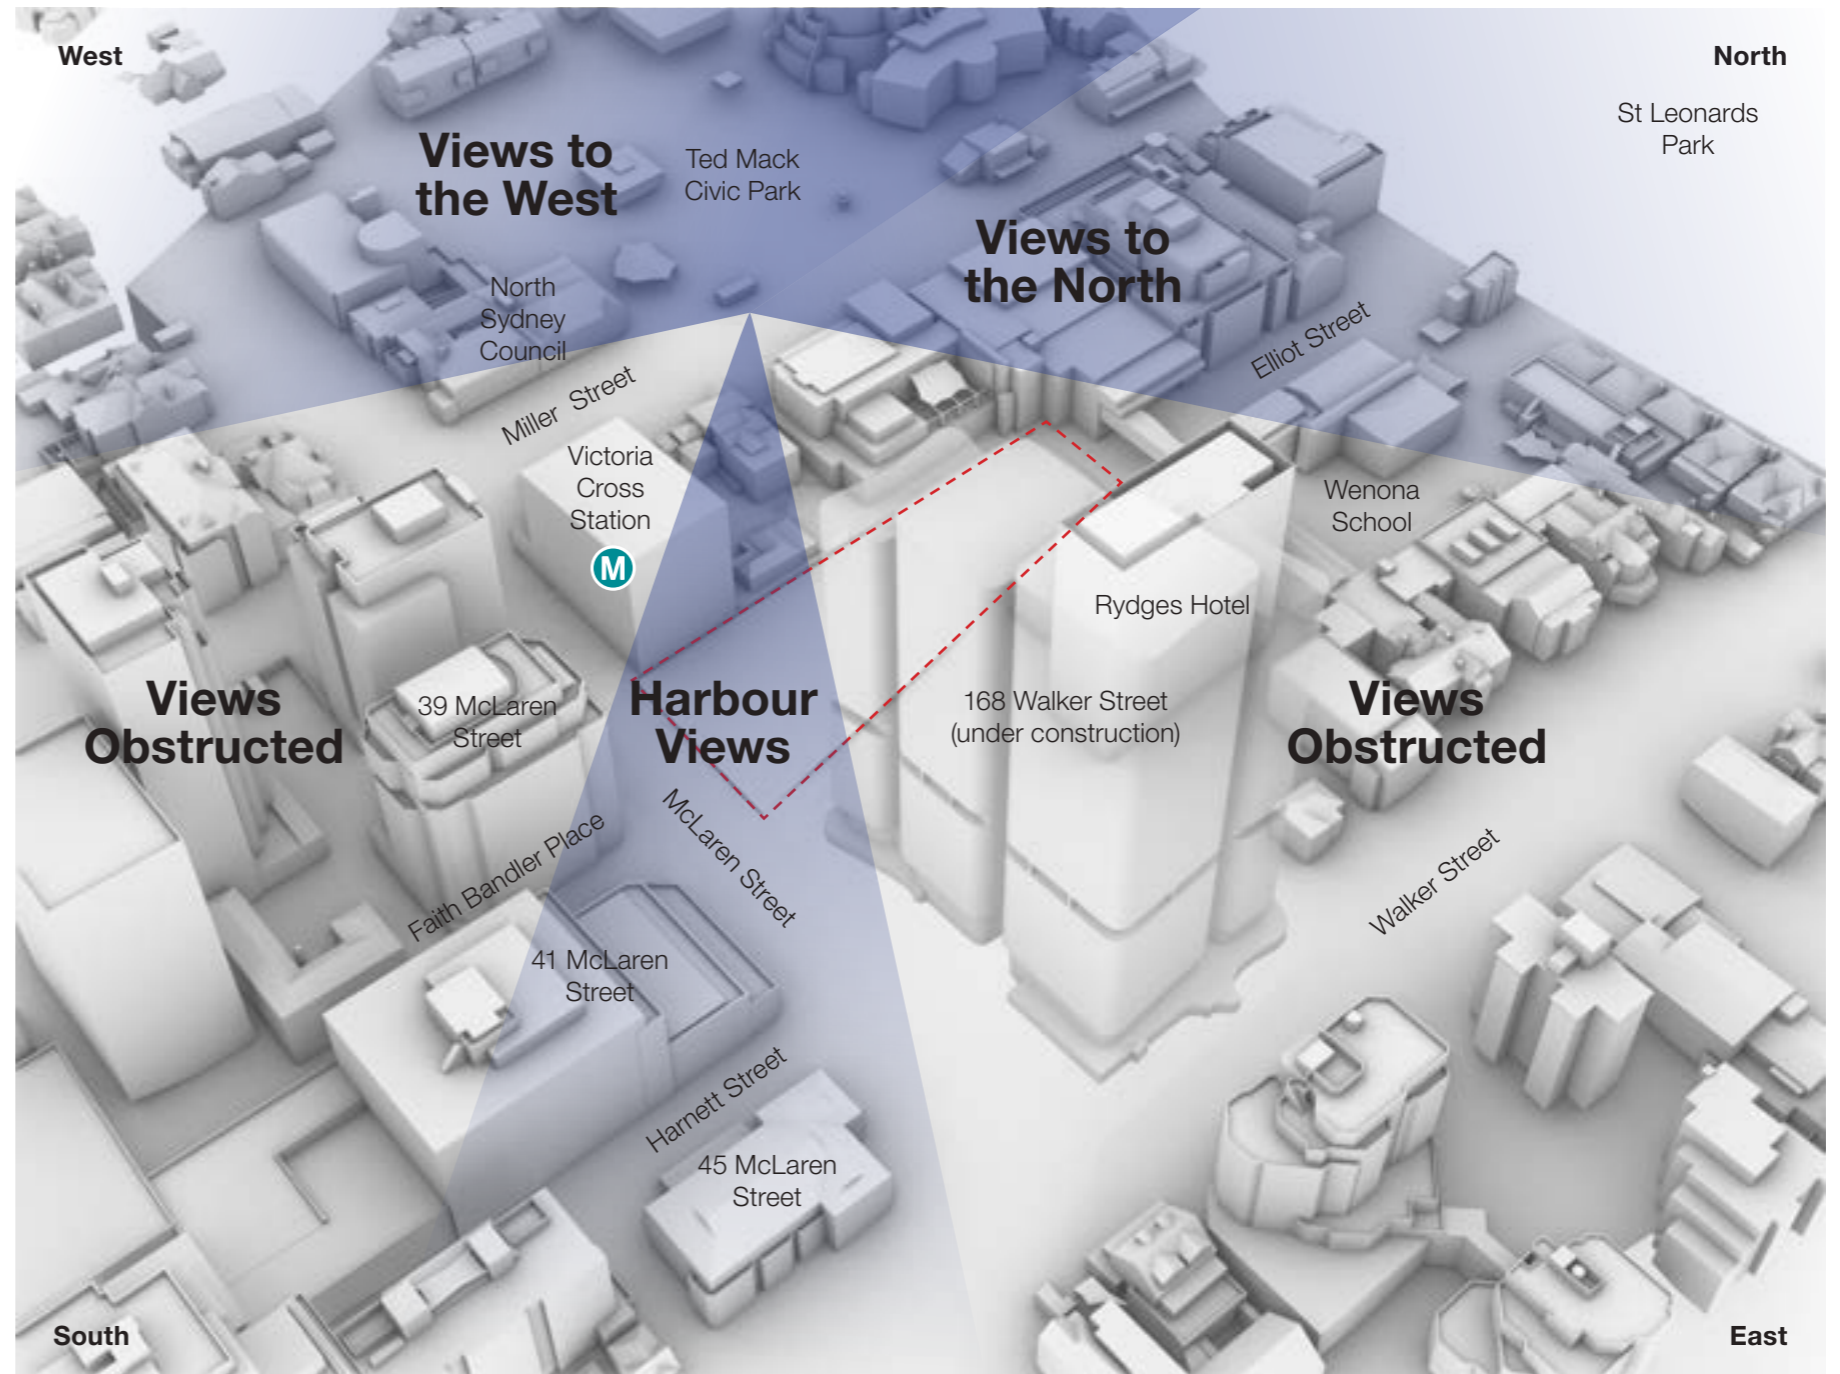 West
North
St Leonards
Park
Views to
the West
Ted Mack
Civic Park
Views to
the North
North
Sydney
Council
Elliot Street
Miller Street
Victoria
Cross
Station
M
Wenona
School
Rydges Hotel
Views
Obstructed
39 McLaren
Street
Harbour
Views
168 Walker Street
(under construction)
Views
Obstructed
McLaren Street
Faith Bandler Place
Walker Street
41 McLaren
Street
Harnett Street
45 McLaren
Street
South
East